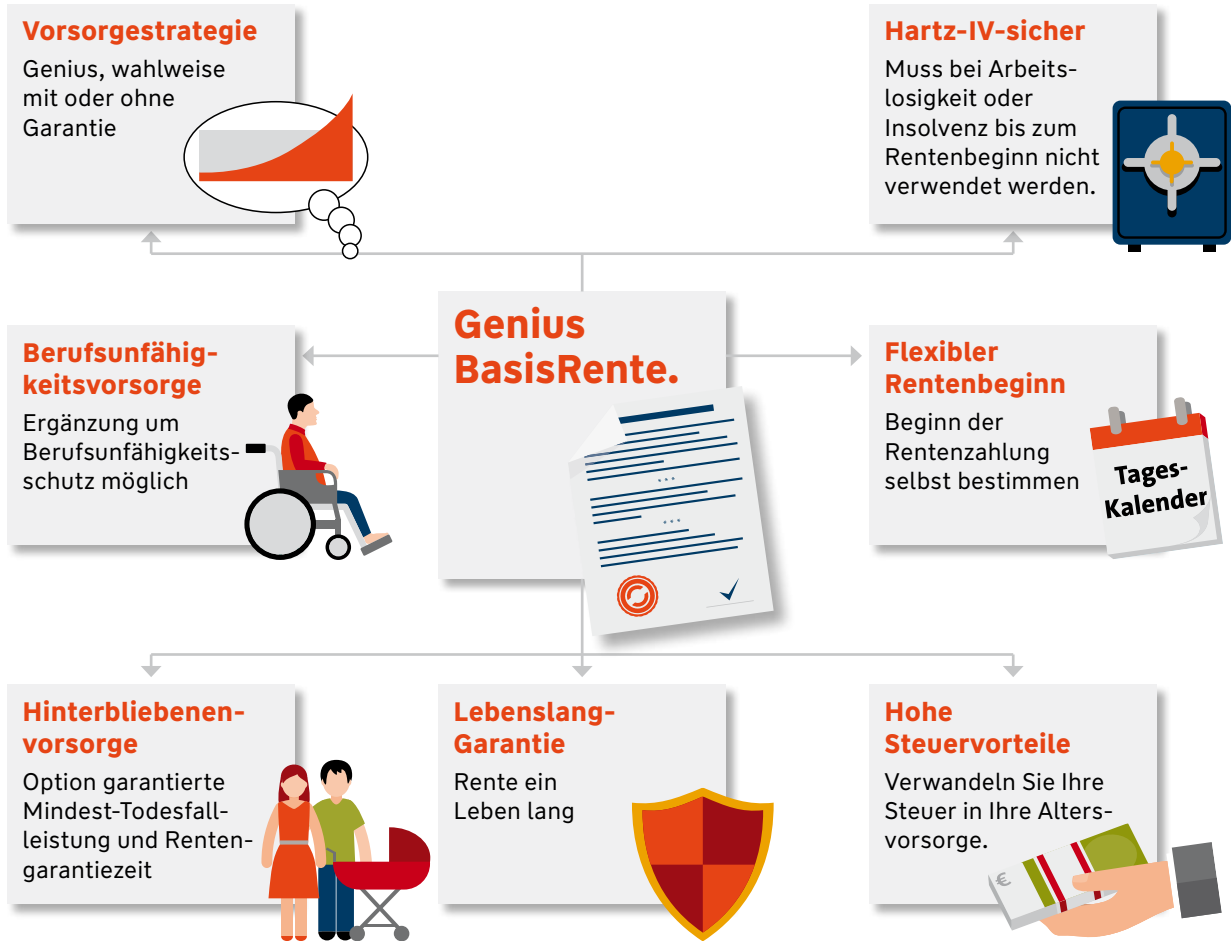 Vorsorgestrategie
Genius, wahlweise
mit oder ohne
Garantie
Hartz-IV-sicher
Muss bei Arbeits-
losigkeit oder
Insolvenz bis zum
Rentenbeginn nicht
verwendet werden.
Berufsunfähig-
keitsvorsorge
Ergänzung um
Berufsunfähigkeits-
schutz möglich
Genius
BasisRente.
Flexibler
Rentenbeginn
Beginn der
Rentenzahlung
selbst bestimmen
Tages-
Kalender
Hinterbliebenen-
vorsorge
Option garantierte
Mindest-Todesfall-
leistung und Renten-
garantiezeit
Lebenslang-
Garantie
Rente ein
Leben lang
Hohe
Steuervorteile
Verwandeln Sie Ihre
Steuer in Ihre Alters-
vorsorge.
€